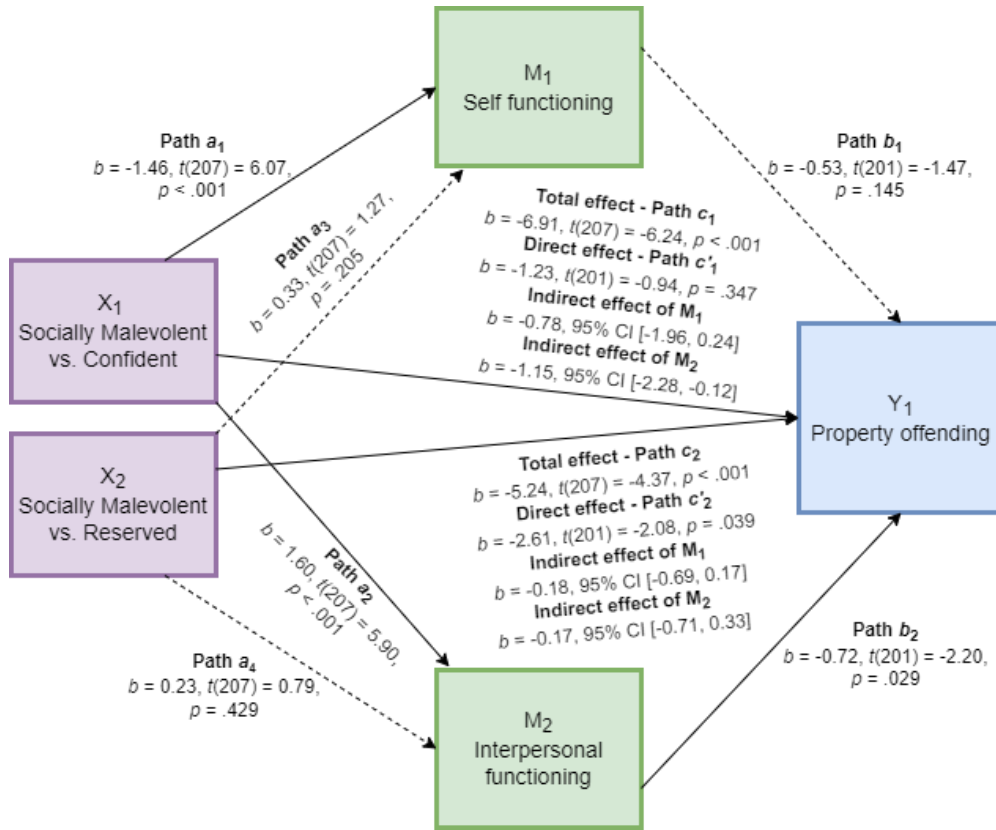 M1
Self functioning
Path a1
b = -1.46, t(207) = 6.07,
p < .001
Path b1
b = -0.53, t(201) = -1.47,
p = .145
Path a3
b = 0.33, t(207) = 1.27,
p = .205
Total effect - Path c1
b = -6.91, t(207) = -6.24, p < .001
Direct effect - Path c'1
b = -1.23, t(201) = -0.94, p = .347
Indirect effect of M1
b = -0.78, 95% CI [-1.96, 0.24]
Indirect effect of M2
b = -1.15, 95% CI [-2.28, -0.12]
X1
Socially Malevolent
vs. Confident
Y1
Property offending
X2
Socially Malevolent
vs. Reserved
Total effect - Path c2
b = -5.24, t(207) = -4.37, p < .001
Direct effect - Path c'2
b = -2.61, t(201) = -2.08, p = .039
Indirect effect of M1
b = -0.18, 95% CI [-0.69, 0.17]
Indirect effect of M2
b = -0.17, 95% CI [-0.71, 0.33]
Path a2
b = 1.60, t(207) = 5.90,
p < .001
Path a4
b = 0.23, t(207) = 0.79,
p = .429
Path b2
b = -0.72, t(201) = -2.20,
p = .029
M2
Interpersonal
functioning